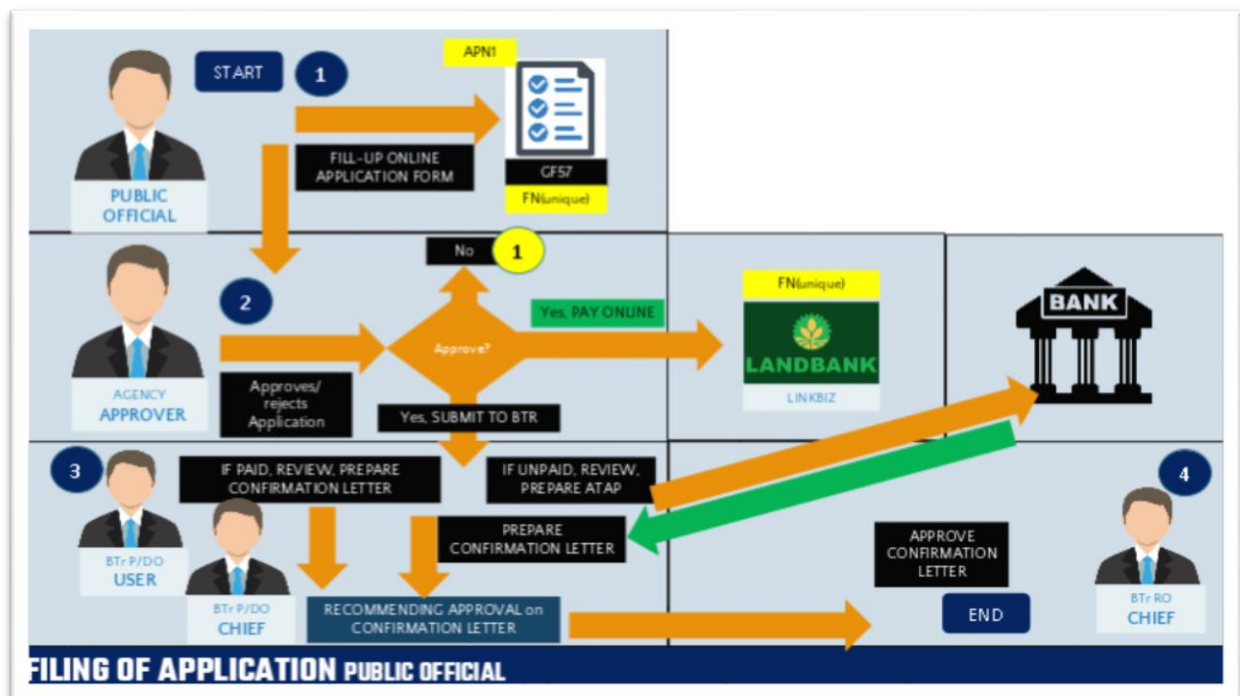 START
1
APN1
FILL-UP ONLINE
APPLICATION FORM
GF57
FN(unique)
PUBLIC
OFFICIAL
No
1
2
Yes, PAY ONLINE
FN(unique)
LANDBANK
LINKBIZ
BANK
Approve?
AGENCY
APPROVER
Approves/
rejects
Application
Yes, SUBMIT TO BTR
3
IF PAID, REVIEW, PREPARE
CONFIRMATION LETTER
IF UNPAID, REVIEW,
PREPARE ATAP
4
PREPARE
CONFIRMATION LETTER
APPROVE
CONFIRMATION
LETTER
BTr P/DO
USER
BTr P/DO
CHIEF
RECOMMENDING APPROVAL on
CONFIRMATION LETTER
END
BTr RO
CHIEF
FILING OF APPLICATION PUBLIC OFFICIAL